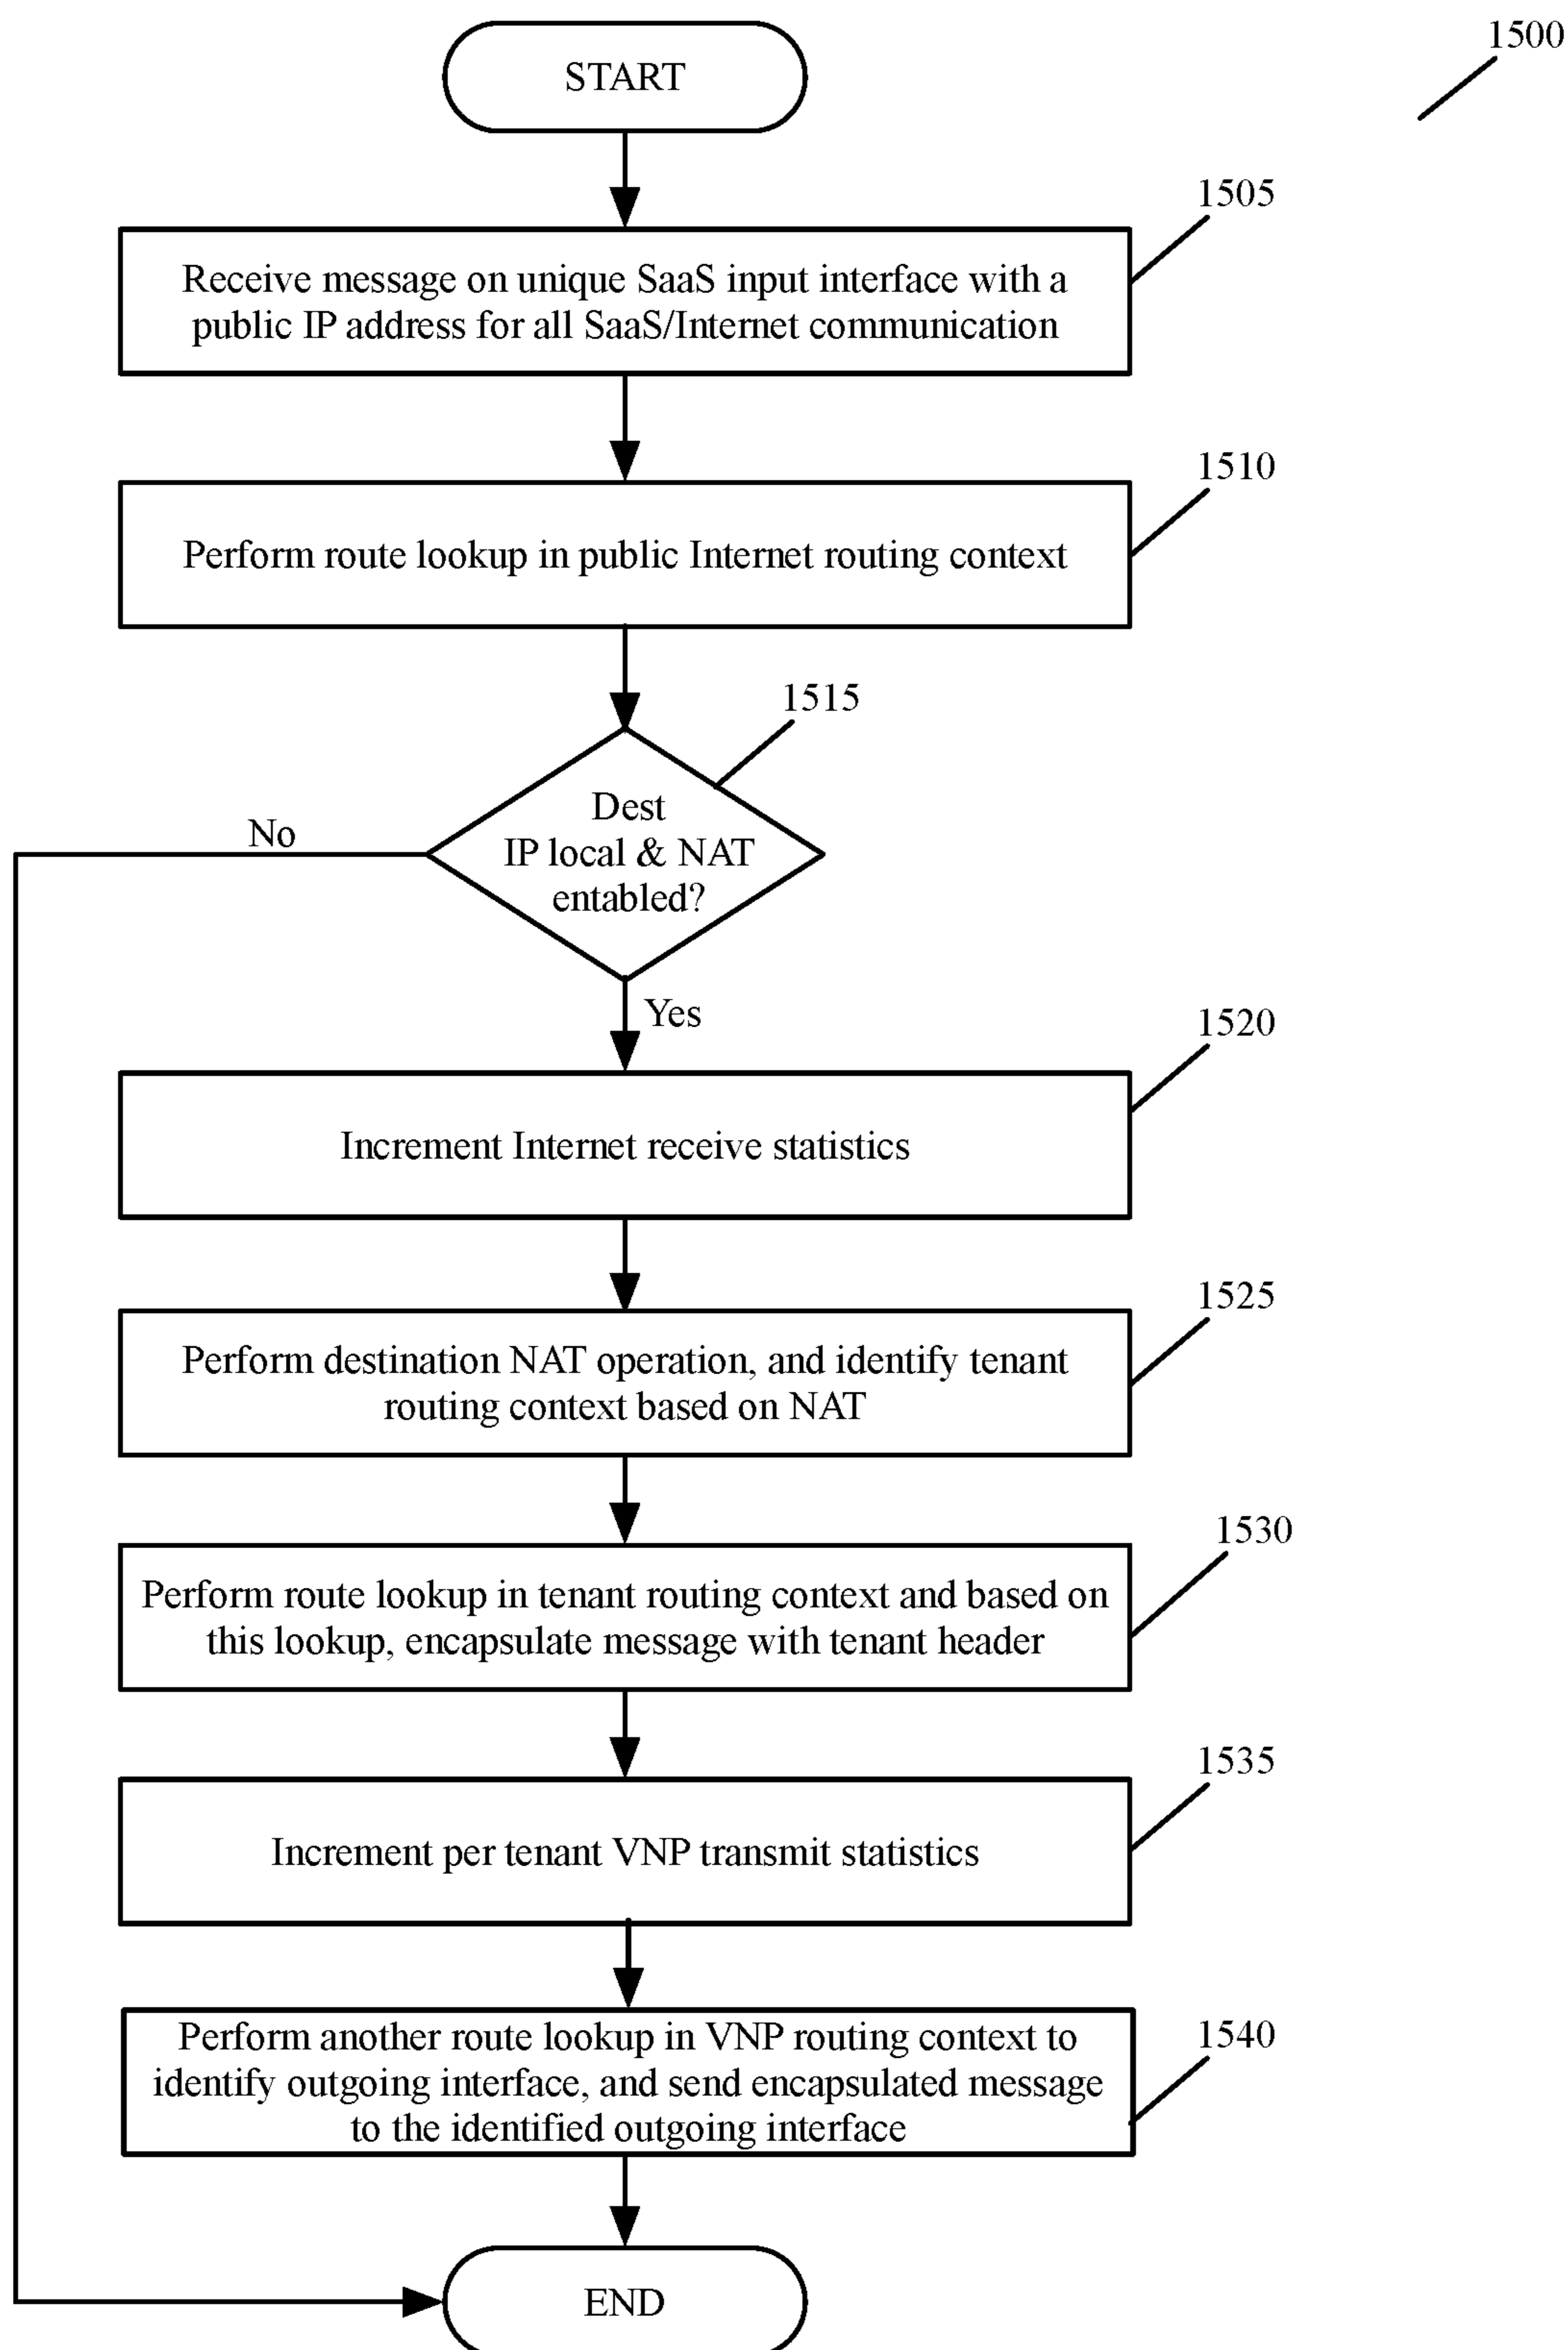 1500
START
1505
Receive message on unique SaaS input interface with a
public IP address for all SaaS/Internet communication
1510
Perform route lookup in public Internet routing context
1515
Dest
IP local & NAT
entabled?
No
Yes
1520
Increment Internet receive statistics
1525
Perform destination NAT operation, and identify tenant
routing context based on NAT
1530
Perform route lookup in tenant routing context and based on
this lookup, encapsulate message with tenant header
1535
Increment per tenant VNP transmit statistics
1540
Perform another route lookup in VNP routing context to
identify outgoing interface, and send encapsulated message
to the identified outgoing interface
END